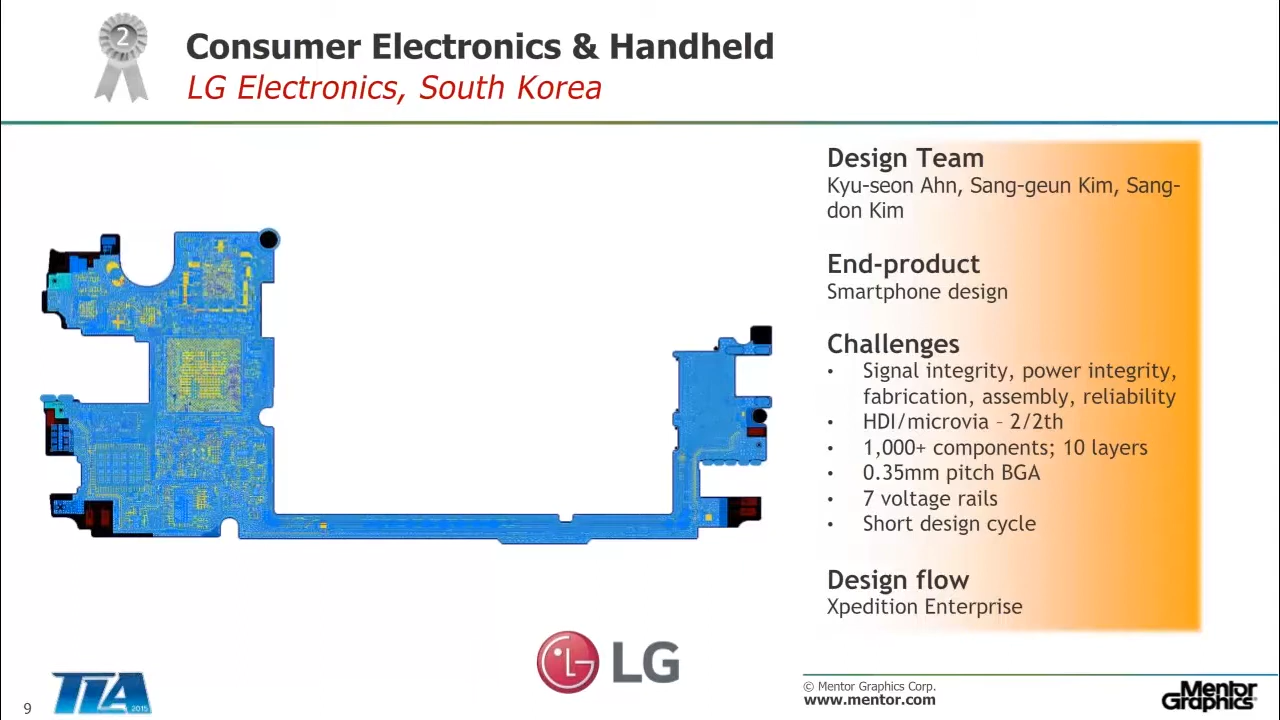 2
Consumer Electronics & Handheld
LG Electronics, South Korea
Design Team
Kyu-seon Ahn, Sang-geun Kim, Sang-
don Kim
End-product
Smartphone design
Challenges
• Signal integrity, power integrity,
fabrication, assembly, reliability
• HDI/microvia – 2/2th
• 1,000+ components; 10 layers
• 0.35mm pitch BGA
• 7 voltage rails
• Short design cycle
Design flow
Xpedition Enterprise
LG
9
TLA
2015
© Mentor Graphics Corp.
www.mentor.com
Mentor
Graphics